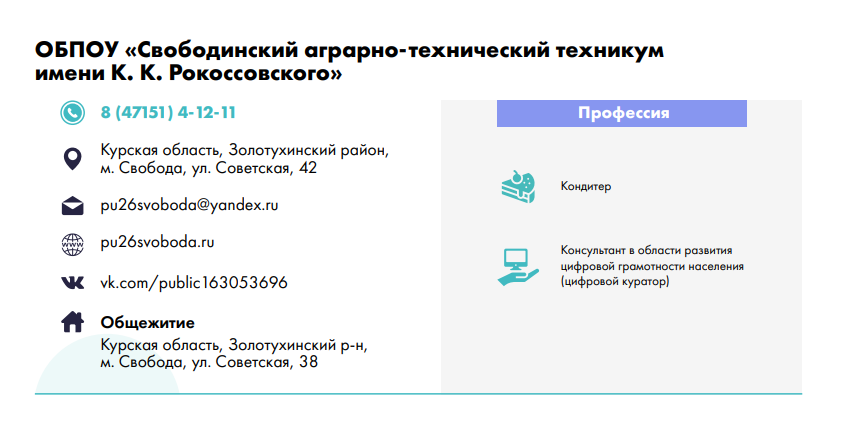 ОБПОУ «Свободинский аграрно-технический техникум
имени К. К. Рокоссовского»
8 (47151) 4-12-11
Курская область, Золотухинский район,
м. Свобода, ул. Советская, 42
pu26svoboda@yandex.ru
www
pu26svoboda.ru
vk.com/public163053696
Общежитие
Курская область, Золотухинский р-н,
м. Свобода, ул. Советская, 38
Профессия
Кондитер
Консультант в области развития
цифровой грамотности населения
(цифровой куратор)